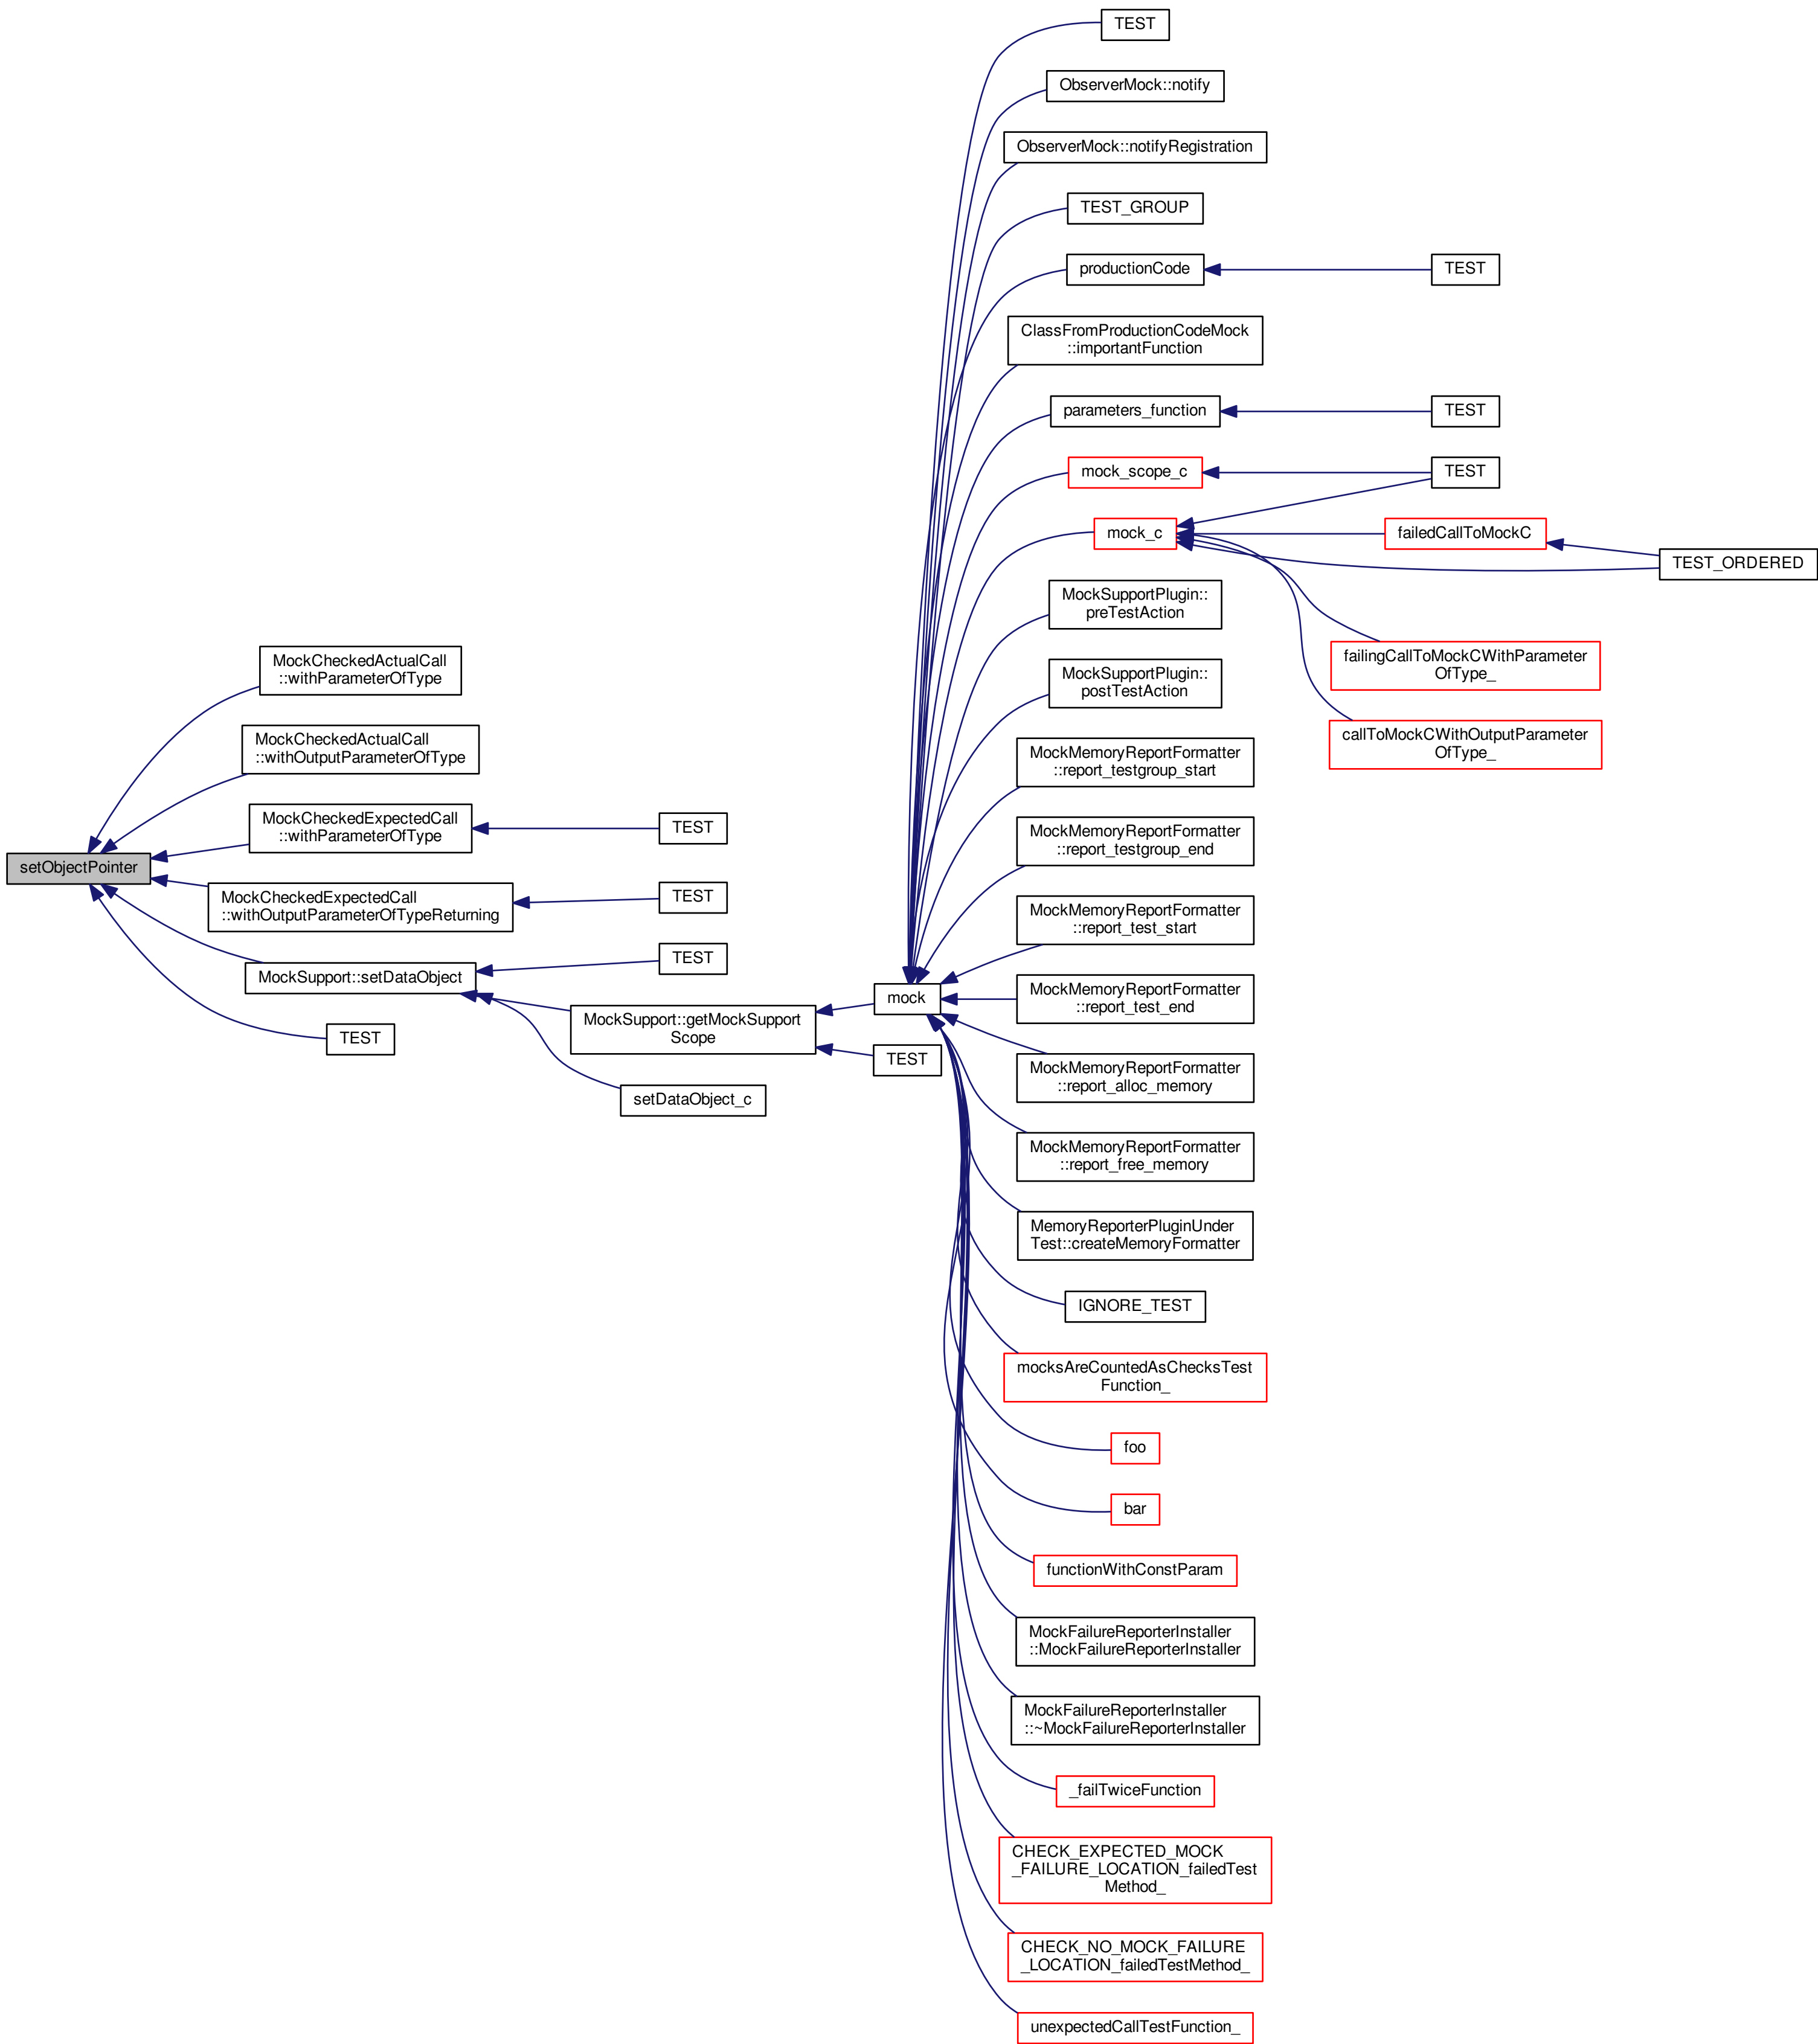 TEST
ObserverMock::notify
ObserverMock::notifyRegistration
TEST_GROUP
productionCode
TEST
ClassFromProductionCodeMock
::importantFunction
parameters_function
TEST
mock_scope_c
TEST
mock_c
failedCallToMockC
TEST_ORDERED
MockSupportPlugin::
preTestAction
failingCallToMockCWithParameter
OfType_
MockCheckedActualCall
::withParameterOfType
MockSupportPlugin::
postTestAction
callToMockCWithOutputParameter
OfType_
MockCheckedActualCall
::withOutputParameterOfType
MockMemoryReportFormatter
::report_testgroup_start
MockCheckedExpectedCall
::withParameterOfType
TEST
MockMemoryReportFormatter
::report_testgroup_end
setObjectPointer
MockCheckedExpectedCall
::withOutputParameterOfTypeReturning
TEST
MockMemoryReportFormatter
::report_test_start
TEST
MockSupport::setDataObject
mock
MockMemoryReportFormatter
::report_test_end
MockSupport::getMockSupport
Scope
TEST
TEST
MockMemoryReportFormatter
::report_alloc_memory
setDataObject_c
MockMemoryReportFormatter
::report_free_memory
MemoryReporterPluginUnder
Test::createMemoryFormatter
IGNORE_TEST
mocksAreCountedAsChecksTest
Function_
foo
bar
functionWithConstParam
MockFailureReporterInstaller
::MockFailureReporterInstaller
MockFailureReporterInstaller
::~MockFailureReporterInstaller
_failTwiceFunction
CHECK_EXPECTED_MOCK
_FAILURE_LOCATION_failedTest
Method_
CHECK_NO_MOCK_FAILURE
_LOCATION_failedTestMethod_
unexpectedCallTestFunction_